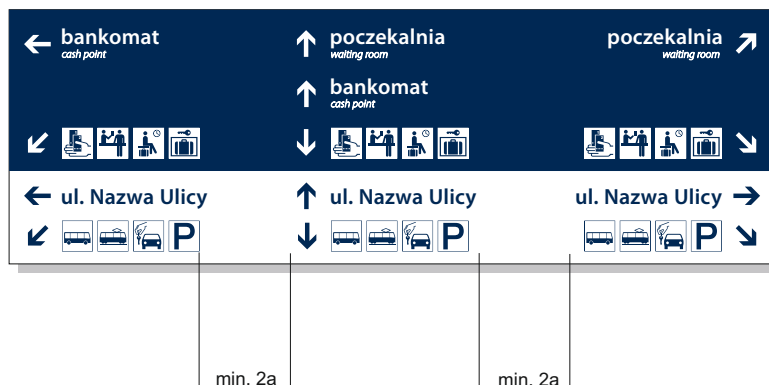 bankomat
cash point
poczekalnia
waiting room
bankomat
cash point
poczekalnia
waiting room
ul. Nazwa Ulicy
ul. Nazwa Ulicy
ul. Nazwa Ulicy
P
P
P
min. 2a
min. 2a